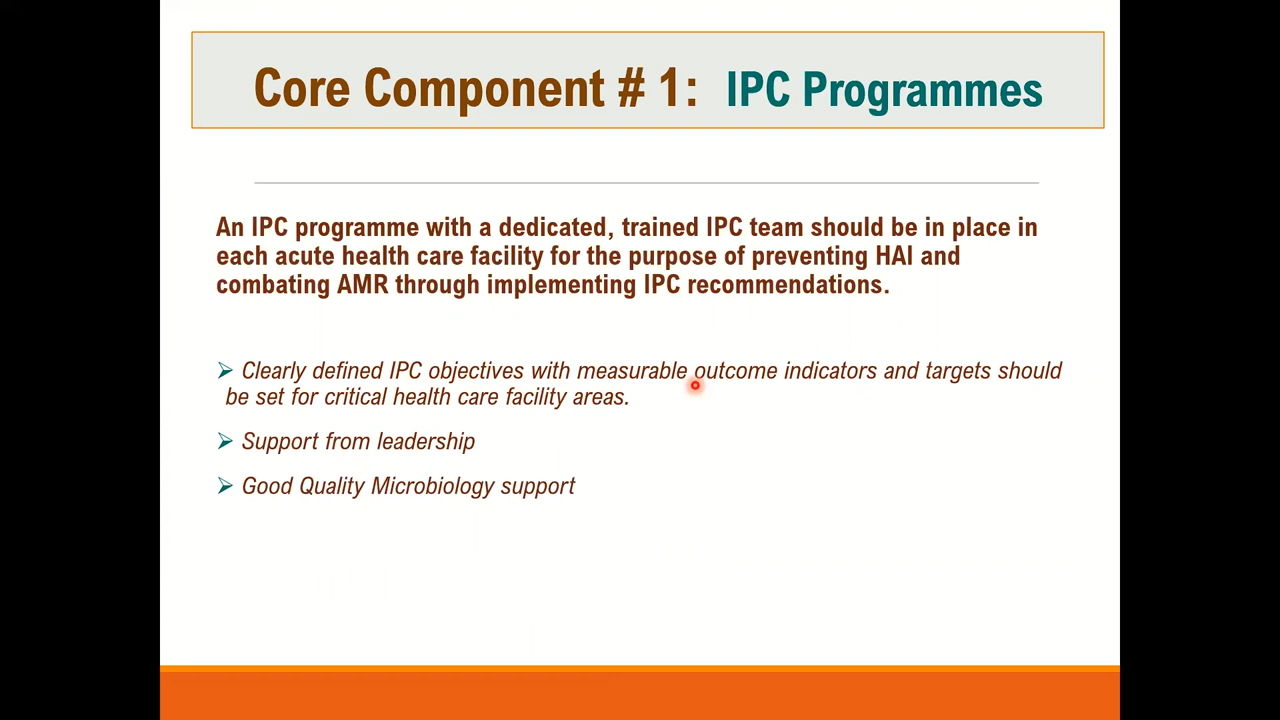 Core Component # 1: IPC Programmes
An IPC programme with a dedicated, trained IPC team should be in place in
each acute health care facility for the purpose of preventing HAI and
combating AMR through implementing IPC recommendations.
Clearly defined IPC objectives with measurable outcome indicators and targets should
be set for critical health care facility areas.
Support from leadership
Good Quality Microbiology support